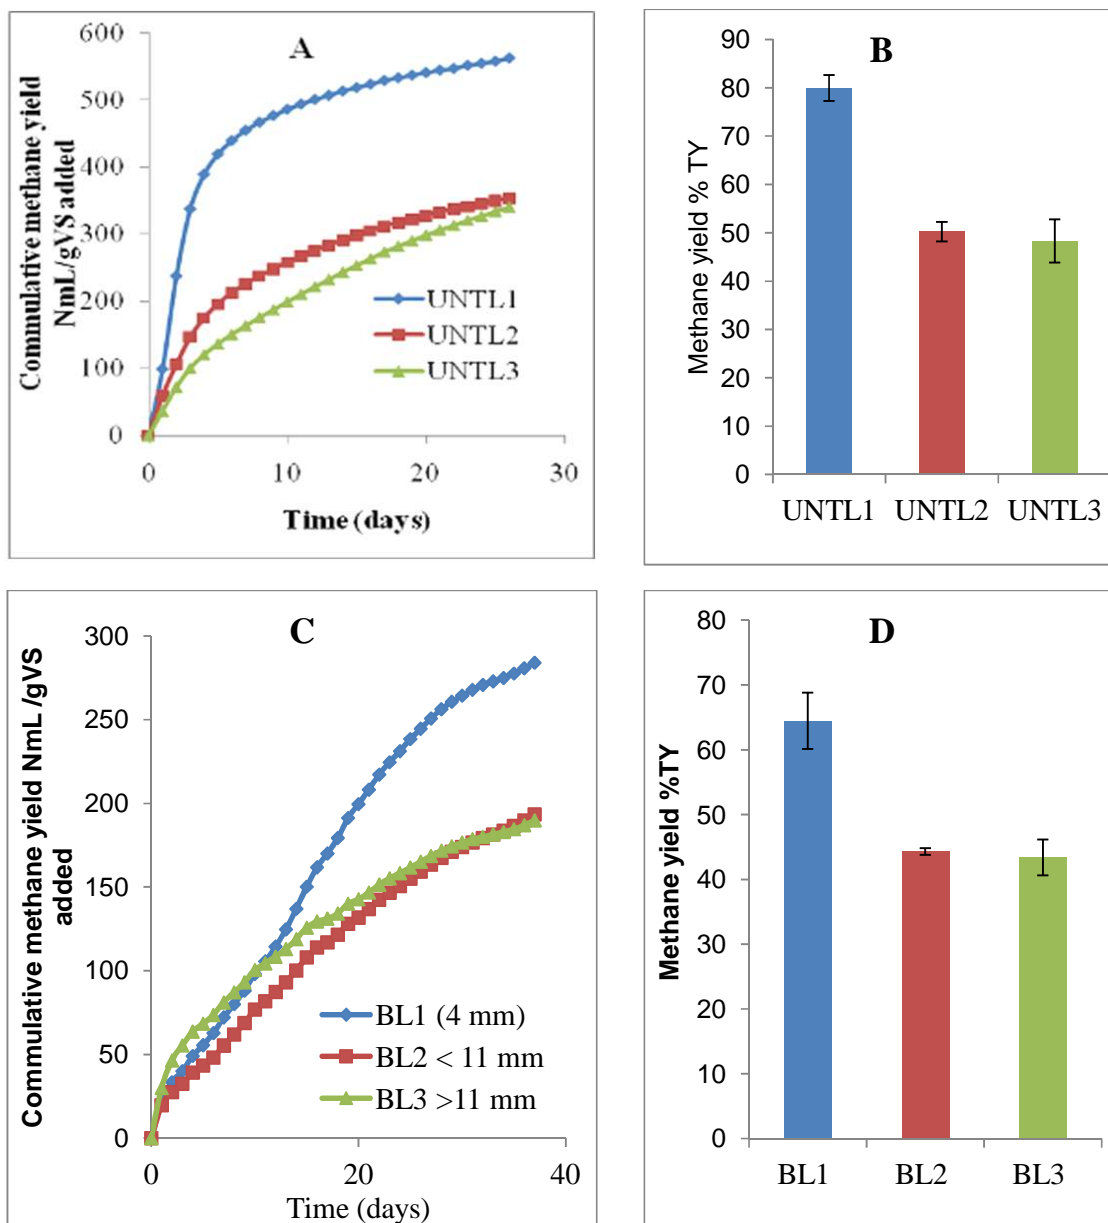 A
Commulative methane yield
NmL/gVS added
600
500
400
300
200
100
0
0 10 20 30
Time (days)
UNTL1
UNTL2
UNTL3
B
Methane yield % TY
90
80
70
60
50
40
30
20
10
0
UNTL1 UNTL2 UNTL3
C
Commulative methane yield NmL /gVS
added
300
250
200
150
100
50
0
0 20 40
Time (days)
BL1 (4 mm)
BL2 < 11 mm
BL3 >11 mm
D
Methane yield %TY
80
70
60
50
40
30
20
10
0
BL1 BL2 BL3